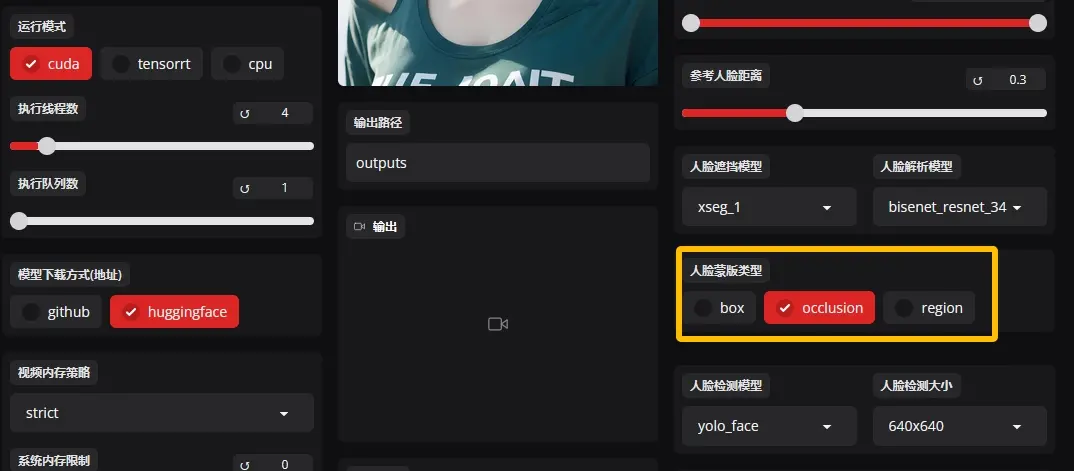 运行模式
cuda
tensorrt
cpu
执行线程数
4
执行队列数
1
模型下载方式(地址)
github
huggingface
视频内存策略
strict
系统内存限制
0
输出路径
outputs
输出
参考人脸距离
0.3
人脸遮挡模型
人脸解析模型
xseg_1
bisenet_resnet_34
人脸蒙版类型
box
occlusion
region
人脸检测模型
人脸检测大小
yolo_face
640x640